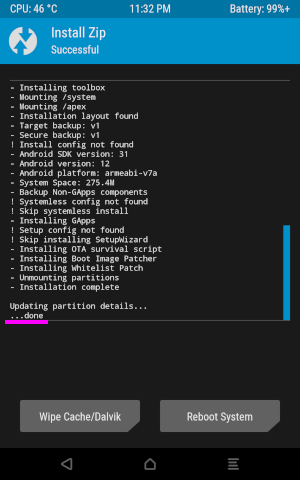 CPU: 46 °C
11:32 PM
Battery: 99%+
Install Zip
Successful
- Installing toolbox
- Mounting /system
- Mounting /apex
- Installation layout found
- Target backup: v1
- Secure backup: v1
! Install config not found
- Android SDK version: 31
- Android version: 12
- Android platform: armeabi-v7a
- System Space: 275.4M
- Backup Non-GApps components
! Systemless config not found
! Skip systemless install
- Installing GApps
! Setup config not found
! Skip installing SetupWizard
- Installing OTA survival script
- Installing Boot Image Patcher
- Installing Whitelist Patch
- Unmounting partitions
- Installation complete
Updating partition details...
...done
Wipe Cache/Dalvik
Reboot System